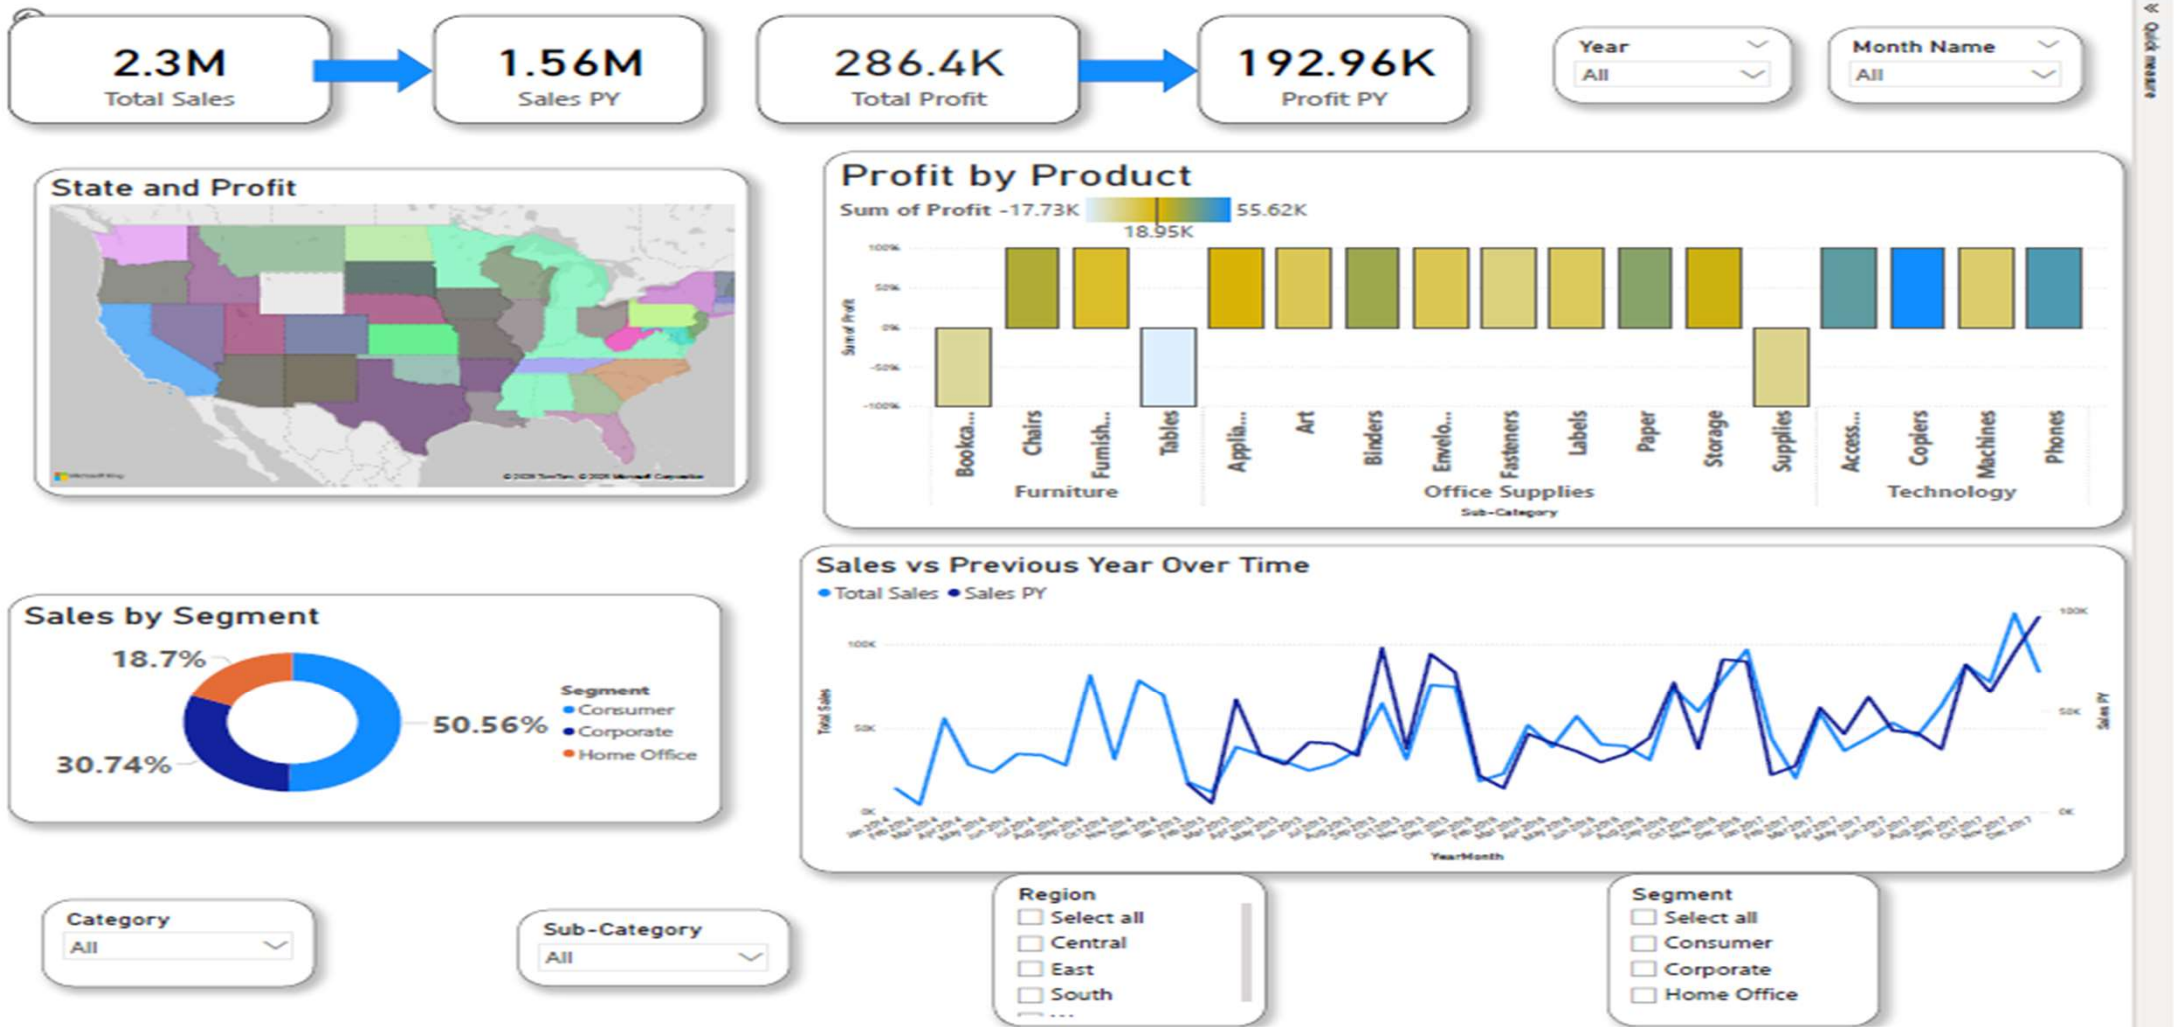 2.3M
Total Sales
1.56M
Sales PY
286.4K
Total Profit
192.96K
Profit PY
Year
All
Month Name
All
Quick measure
State and Profit
Profit by Product
Sum of Profit -17.73K 55.62K
18.95K
100%
50%
0%
-50%
-100%
Sum of Profit
Bookca...
Chairs
Furnish...
Tables
Applia...
Art
Binders
Envelo...
Fasteners
Labels
Paper
Storage
Supplies
Access...
Copiers
Machines
Phones
Furniture
Office Supplies
Technology
Sub-Category
Sales by Segment
18.7%
50.56%
30.74%
Segment
Consumer
Corporate
Home Office
Sales vs Previous Year Over Time
Total Sales Sales PY
100K
50K
0K
Total Sales
100K
50K
0K
Sales PY
YearMonth
Category
All
Sub-Category
All
Region
Select all
Central
East
South
Segment
Select all
Consumer
Corporate
Home Office